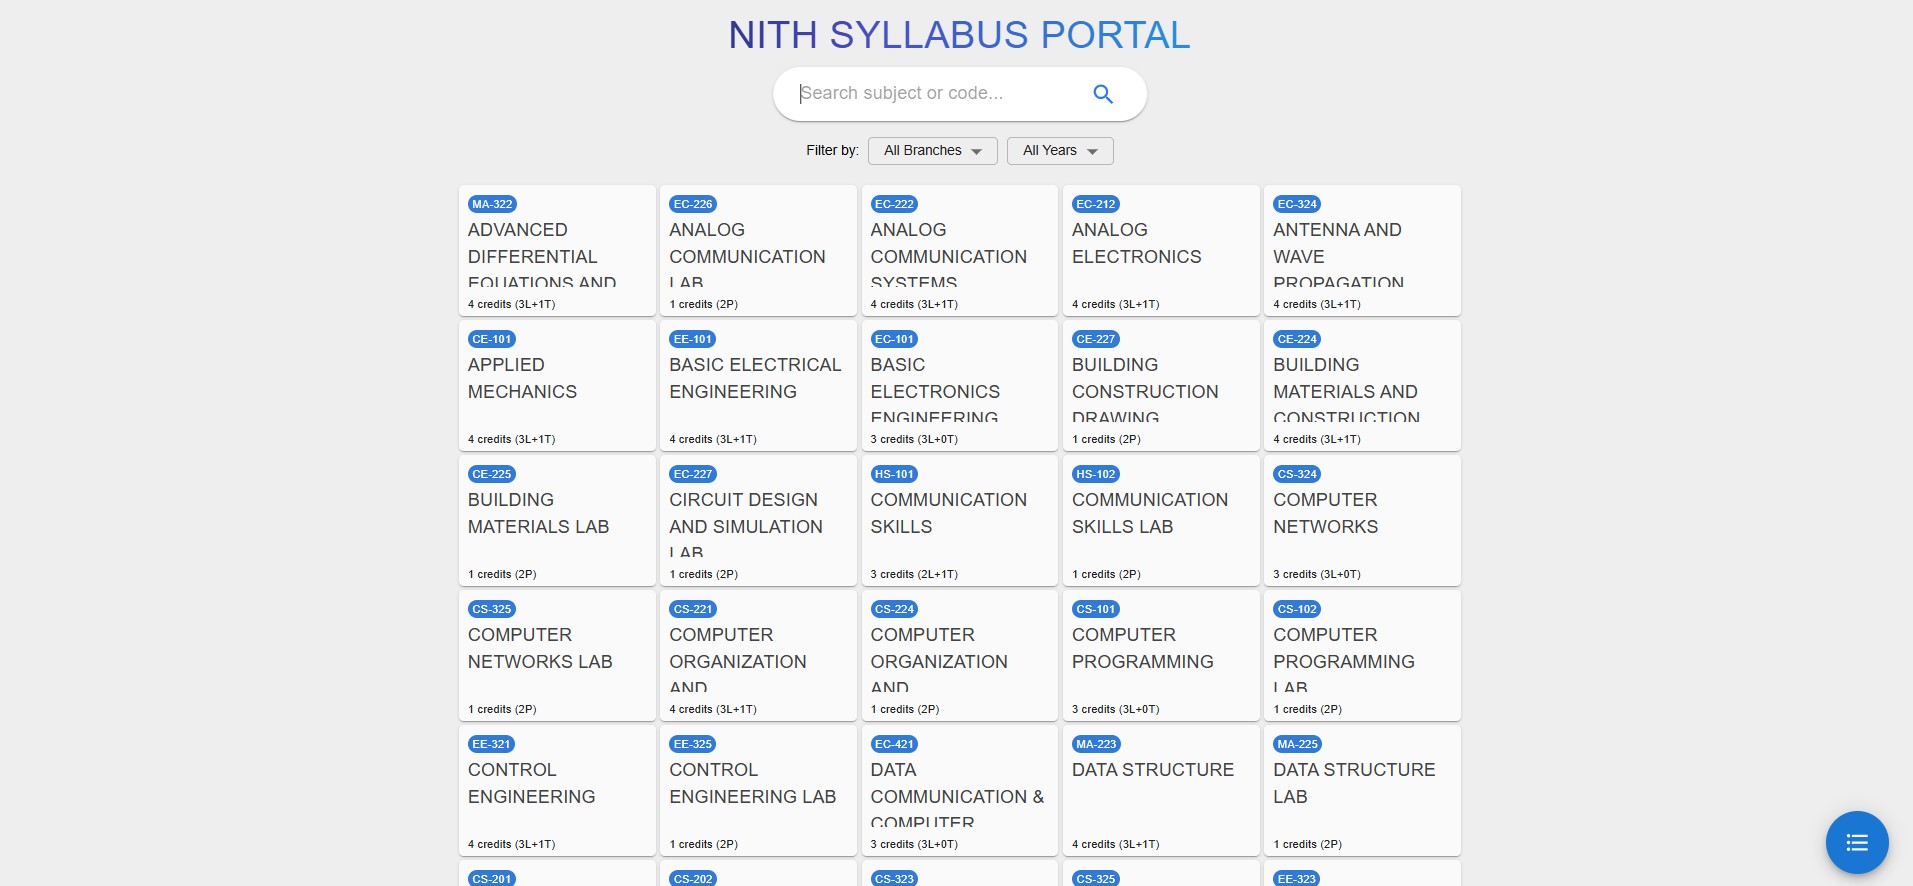 NITH SYLLABUS PORTAL
Search subject or code...
Filter by: All Branches All Years
MA-322
ADVANCED
DIFFERENTIAL
EQUATIONS AND
4 credits (3L+1T)
EC-226
ANALOG
COMMUNICATION
LAB
1 credits (2P)
EC-222
ANALOG
COMMUNICATION
SYSTEMS
4 credits (3L+1T)
EC-212
ANALOG
ELECTRONICS
4 credits (3L+1T)
EC-324
ANTENNA AND
WAVE
PROPAGATION
4 credits (3L+1T)
CE-101
APPLIED
MECHANICS
4 credits (3L+1T)
EE-101
BASIC ELECTRICAL
ENGINEERING
4 credits (3L+1T)
EC-101
BASIC
ELECTRONICS
ENGINEERING
3 credits (3L+0T)
CE-227
BUILDING
CONSTRUCTION
DRAWING
1 credits (2P)
CE-224
BUILDING
MATERIALS AND
CONSTRUCTION
4 credits (3L+1T)
CE-225
BUILDING
MATERIALS LAB
1 credits (2P)
EC-227
CIRCUIT DESIGN
AND SIMULATION
LAB
1 credits (2P)
HS-101
COMMUNICATION
SKILLS
3 credits (2L+1T)
HS-102
COMMUNICATION
SKILLS LAB
1 credits (2P)
CS-324
COMPUTER
NETWORKS
3 credits (3L+0T)
CS-325
COMPUTER
NETWORKS LAB
1 credits (2P)
CS-221
COMPUTER
ORGANIZATION
AND
4 credits (3L+1T)
CS-224
COMPUTER
ORGANIZATION
AND
1 credits (2P)
CS-101
COMPUTER
PROGRAMMING
3 credits (3L+0T)
CS-102
COMPUTER
PROGRAMMING
LAB
1 credits (2P)
EE-321
CONTROL
ENGINEERING
4 credits (3L+1T)
EE-325
CONTROL
ENGINEERING LAB
1 credits (2P)
EC-421
DATA
COMMUNICATION &
COMPUTER
3 credits (3L+0T)
MA-223
DATA STRUCTURE
4 credits (3L+1T)
MA-225
DATA STRUCTURE
LAB
1 credits (2P)
CS-201
CS-202
CS-323
CS-325
EE-323